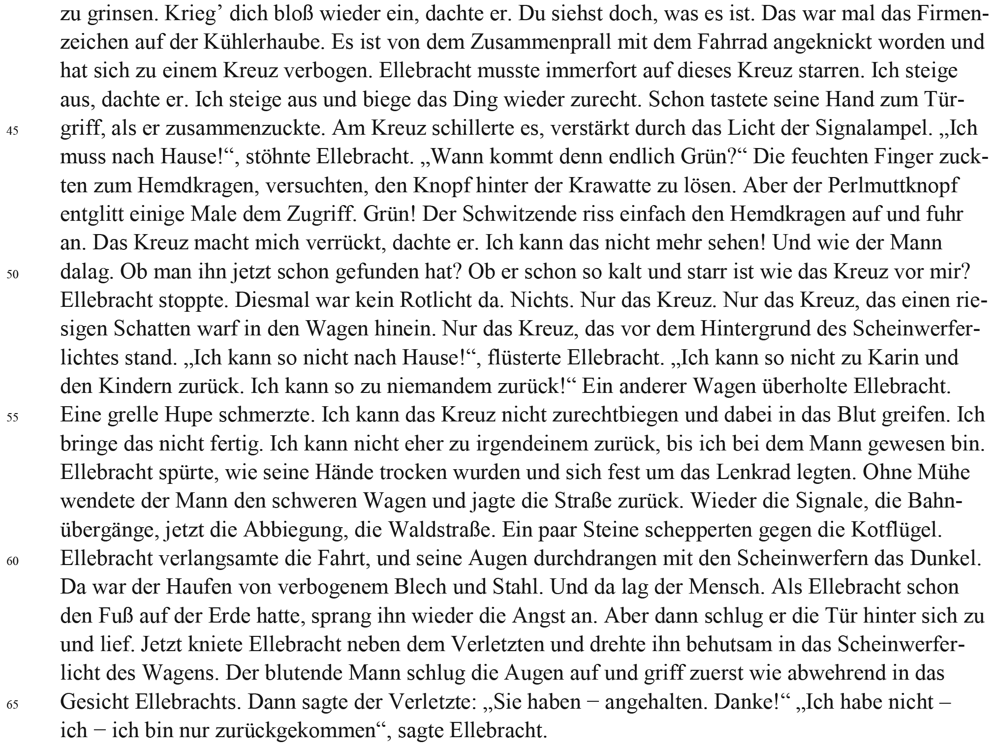 zu grinsen. Krieg’ dich bloß wieder ein, dachte er. Du siehst doch, was es ist. Das war mal das Firmen-
zeichen auf der Kühlerhaube. Es ist von dem Zusammenprall mit dem Fahrrad angeknickt worden und
hat sich zu einem Kreuz verbogen. Ellebracht musste immerfort auf dieses Kreuz starren. Ich steige
aus, dachte er. Ich steige aus und biege das Ding wieder zurecht. Schon tastete seine Hand zum Tür-
45 griff, als er zusammenzuckte. Am Kreuz schillerte es, verstärkt durch das Licht der Signalampel. „Ich
muss nach Hause!“, stöhnte Ellebracht. „Wann kommt denn endlich Grün?“ Die feuchten Finger zuck-
ten zum Hemdkragen, versuchten, den Knopf hinter der Krawatte zu lösen. Aber der Perlmuttknopf
entglitt einige Male dem Zugriff. Grün! Der Schwitzende riss einfach den Hemdkragen auf und fuhr
an. Das Kreuz macht mich verrückt, dachte er. Ich kann das nicht mehr sehen! Und wie der Mann
50 dalag. Ob man ihn jetzt schon gefunden hat? Ob er schon so kalt und starr ist wie das Kreuz vor mir?
Ellebracht stoppte. Diesmal war kein Rotlicht da. Nichts. Nur das Kreuz. Nur das Kreuz, das einen rie-
sigen Schatten warf in den Wagen hinein. Nur das Kreuz, das vor dem Hintergrund des Scheinwerfer-
lichtes stand. „Ich kann so nicht nach Hause!“, flüsterte Ellebracht. „Ich kann so nicht zu Karin und
den Kindern zurück. Ich kann so zu niemandem zurück!“ Ein anderer Wagen überholte Ellebracht.
55 Eine grelle Hupe schmerzte. Ich kann das Kreuz nicht zurechtbiegen und dabei in das Blut greifen. Ich
bringe das nicht fertig. Ich kann nicht eher zu irgendeinem zurück, bis ich bei dem Mann gewesen bin.
Ellebracht spürte, wie seine Hände trocken wurden und sich fest um das Lenkrad legten. Ohne Mühe
wendete der Mann den schweren Wagen und jagte die Straße zurück. Wieder die Signale, die Bahn-
übergänge, jetzt die Abbiegung, die Waldstraße. Ein paar Steine schepperten gegen die Kotflügel.
60 Ellebracht verlangsamte die Fahrt, und seine Augen durchdrangen mit den Scheinwerfern das Dunkel.
Da war der Haufen von verbogenem Blech und Stahl. Und da lag der Mensch. Als Ellebracht schon
den Fuß auf der Erde hatte, sprang ihn wieder die Angst an. Aber dann schlug er die Tür hinter sich zu
und lief. Jetzt kniete Ellebracht neben dem Verletzten und drehte ihn behutsam in das Scheinwerfer-
licht des Wagens. Der blutende Mann schlug die Augen auf und griff zuerst wie abwehrend in das
65 Gesicht Ellebrachts. Dann sagte der Verletzte: „Sie haben − angehalten. Danke!“ „Ich habe nicht –
ich − ich bin nur zurückgekommen“, sagte Ellebracht.